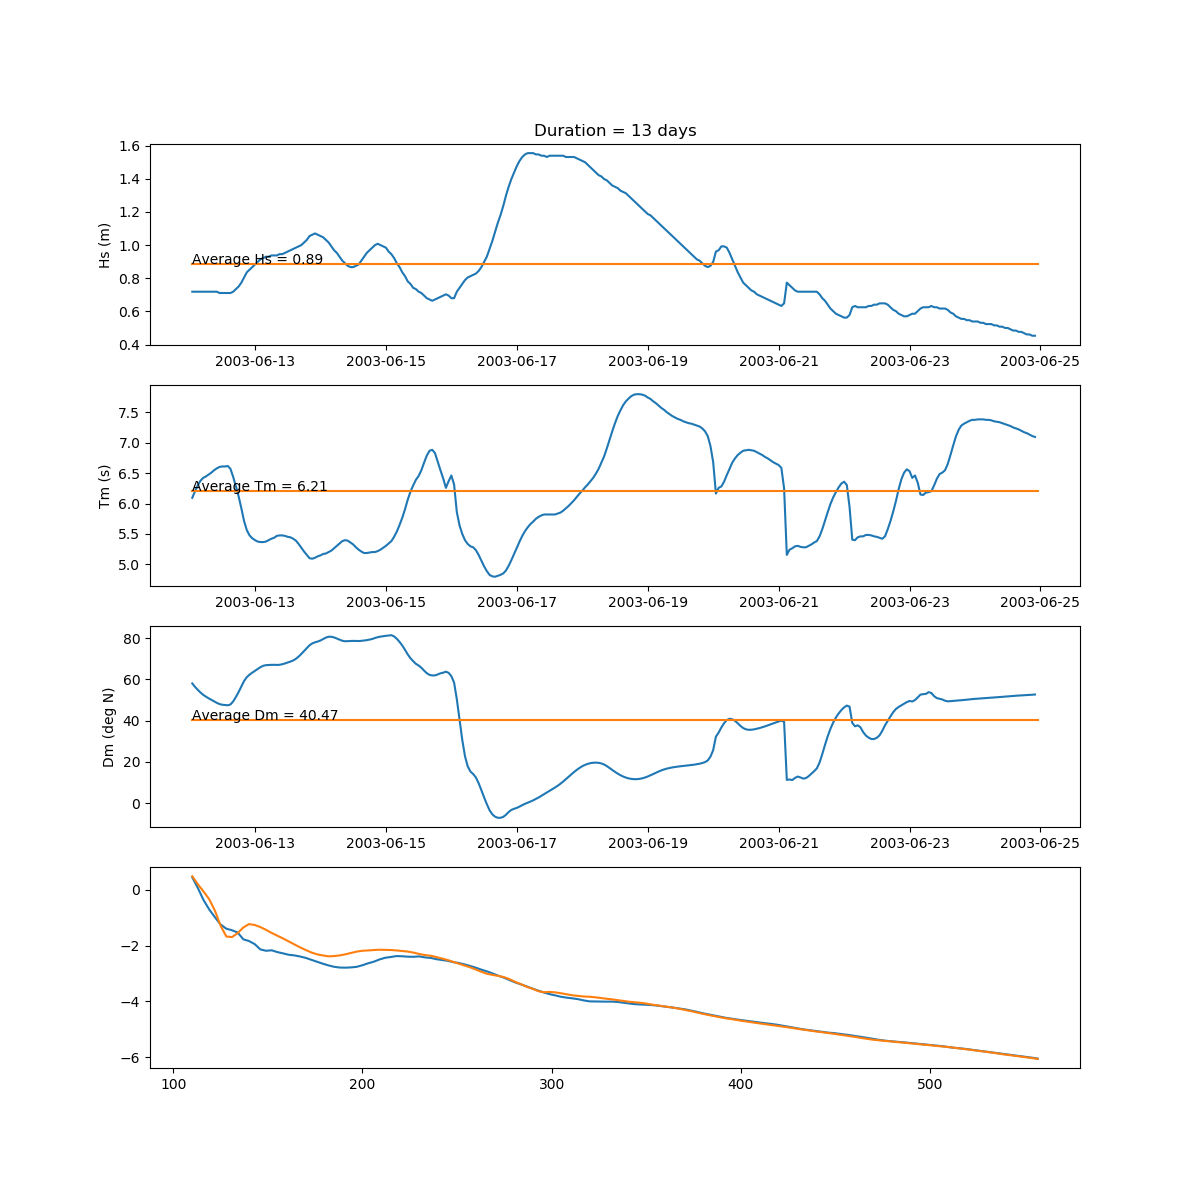 Duration = 13 days
1.6
1.4
1.2
1.0
0.8
0.6
0.4
Hs (m)
Average Hs = 0.89
2003-06-13 2003-06-15 2003-06-17 2003-06-19 2003-06-21 2003-06-23 2003-06-25
7.5
7.0
6.5
6.0
5.5
5.0
Tm (s)
Average Tm = 6.21
2003-06-13 2003-06-15 2003-06-17 2003-06-19 2003-06-21 2003-06-23 2003-06-25
80
60
40
20
0
Dm (deg N)
Average Dm = 40.47
2003-06-13 2003-06-15 2003-06-17 2003-06-19 2003-06-21 2003-06-23 2003-06-25
0
−2
−4
−6
100 200 300 400 500